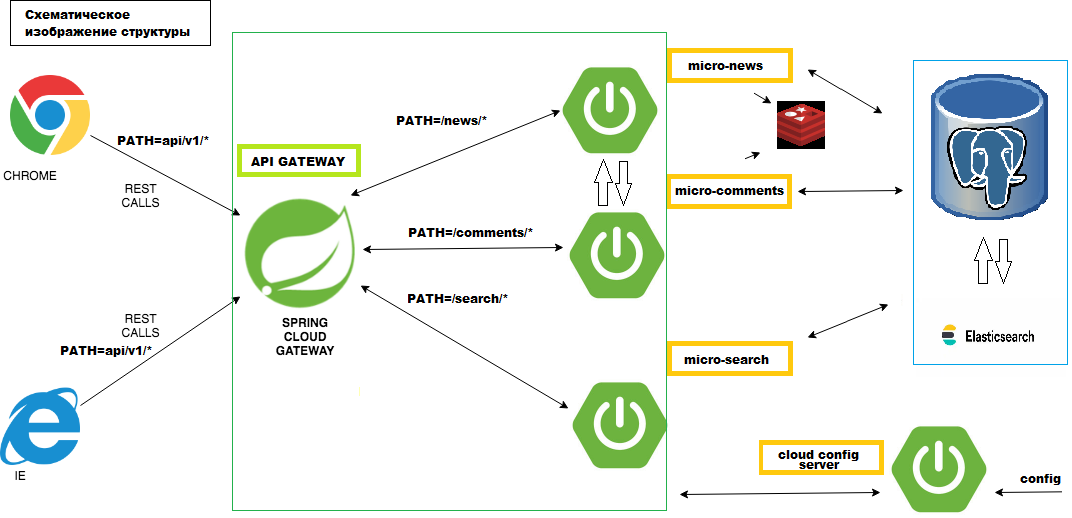 Схематическое
изображение структуры
CHROME
PATH=api/v1/*
REST
CALLS
REST
CALLS
PATH=api/v1/*
IE
API GATEWAY
SPRING
CLOUD
GATEWAY
PATH=/news/*
PATH=/comments/*
PATH=/search/*
micro-news
micro-comments
micro-search
Elasticsearch
cloud config
server
config